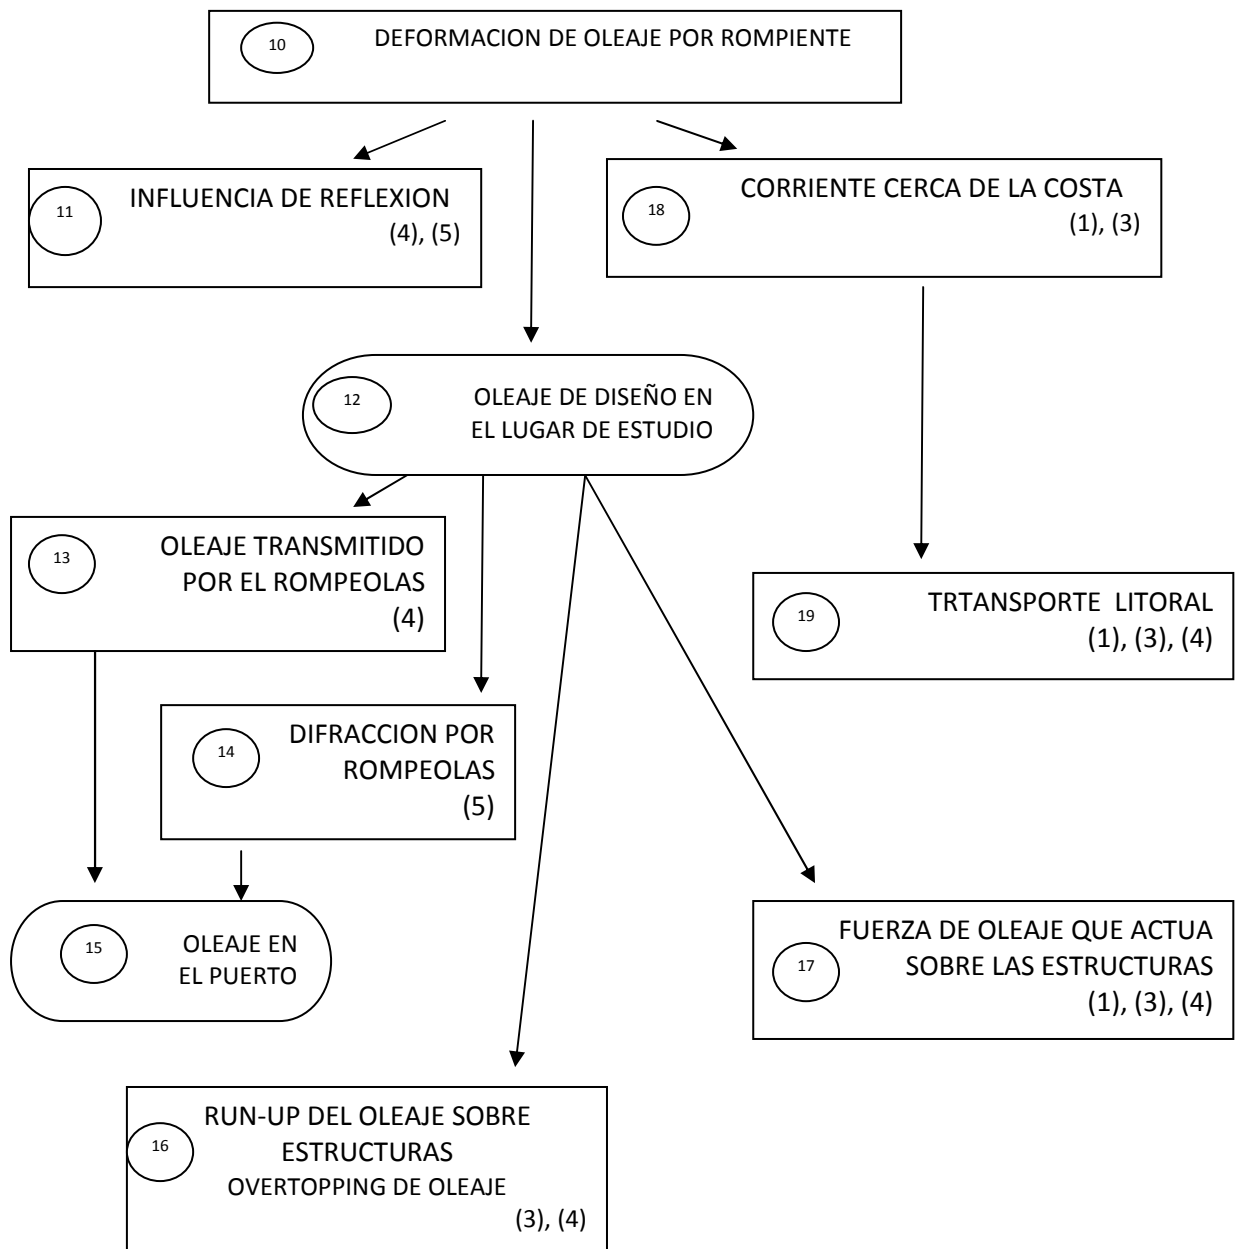 10
DEFORMACION DE OLEAJE POR ROMPIENTE
11
INFLUENCIA DE REFLEXION
(4), (5)
18
CORRIENTE CERCA DE LA COSTA
(1), (3)
12
OLEAJE DE DISEÑO EN
EL LUGAR DE ESTUDIO
13
OLEAJE TRANSMITIDO
POR EL ROMPEOLAS
(4)
19
TRTANSPORTE LITORAL
(1), (3), (4)
14
DIFRACCION POR
ROMPEOLAS
(5)
15
OLEAJE EN
EL PUERTO
17
FUERZA DE OLEAJE QUE ACTUA
SOBRE LAS ESTRUCTURAS
(1), (3), (4)
16
RUN-UP DEL OLEAJE SOBRE
ESTRUCTURAS
OVERTOPPING DE OLEAJE
(3), (4)